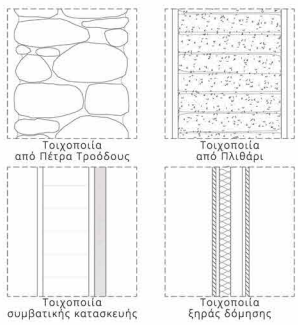 Τοιχοποιία
από Πέτρα Τροόδους
Τοιχοποιία
από Πλιθάρι
Τοιχοποιία
συμβατικής κατασκευής
Τοιχοποιία
ξηράς δόμησης